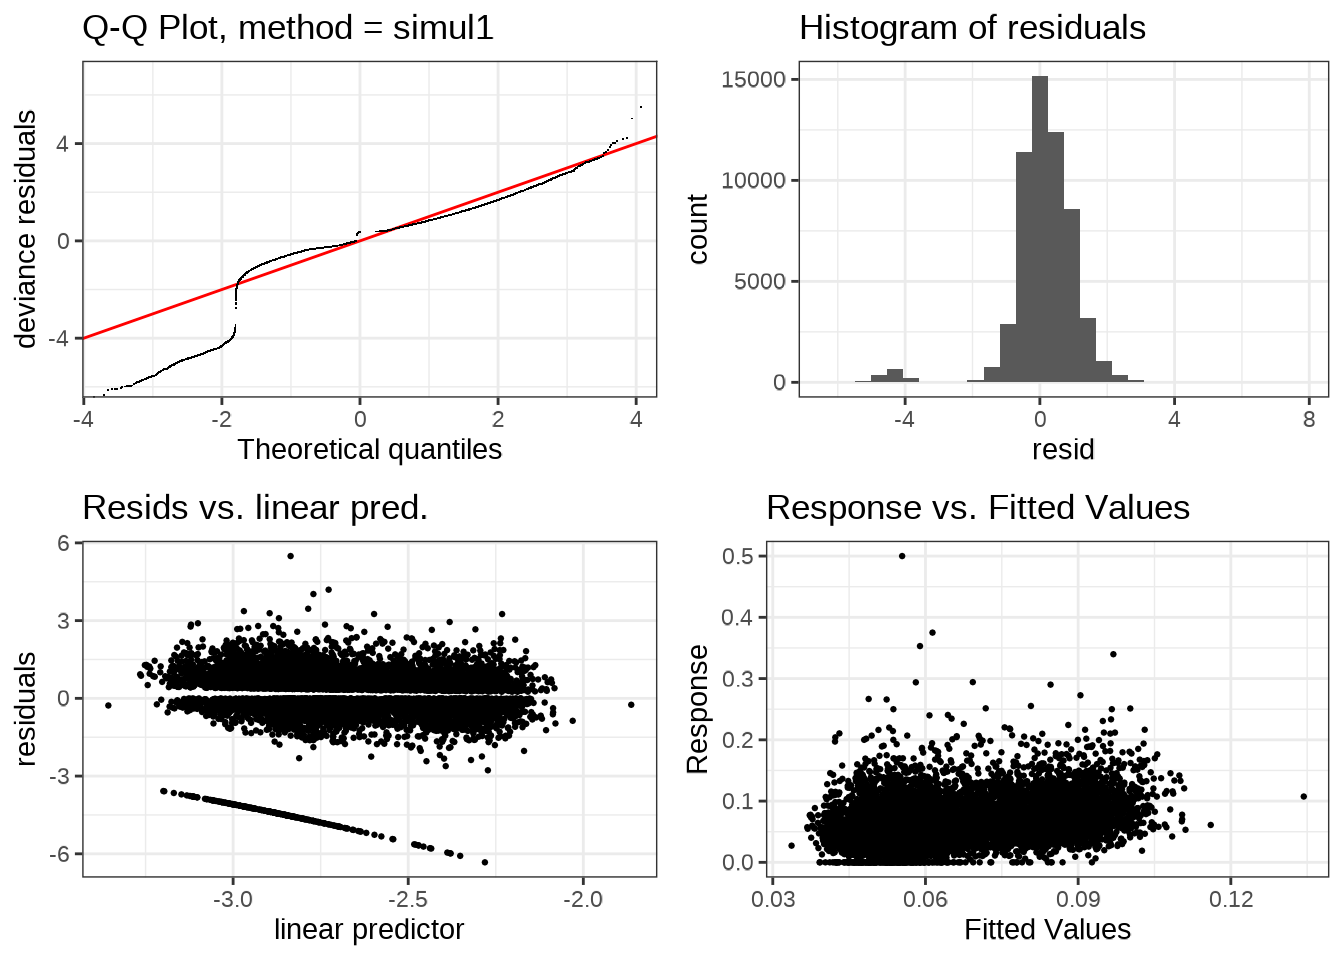 Q-Q Plot, method = simul1
deviance residuals
4
0
-4
-4
-2
0
2
4
Theoretical quantiles
Histogram of residuals
count
15000
10000
5000
0
-4
0
4
8
resid
Resids vs. linear pred.
residuals
6
3
0
-3
-6
-3.0
-2.5
-2.0
linear predictor
Response vs. Fitted Values
Response
0.5
0.4
0.3
0.2
0.1
0.0
0.03
0.06
0.09
0.12
Fitted Values